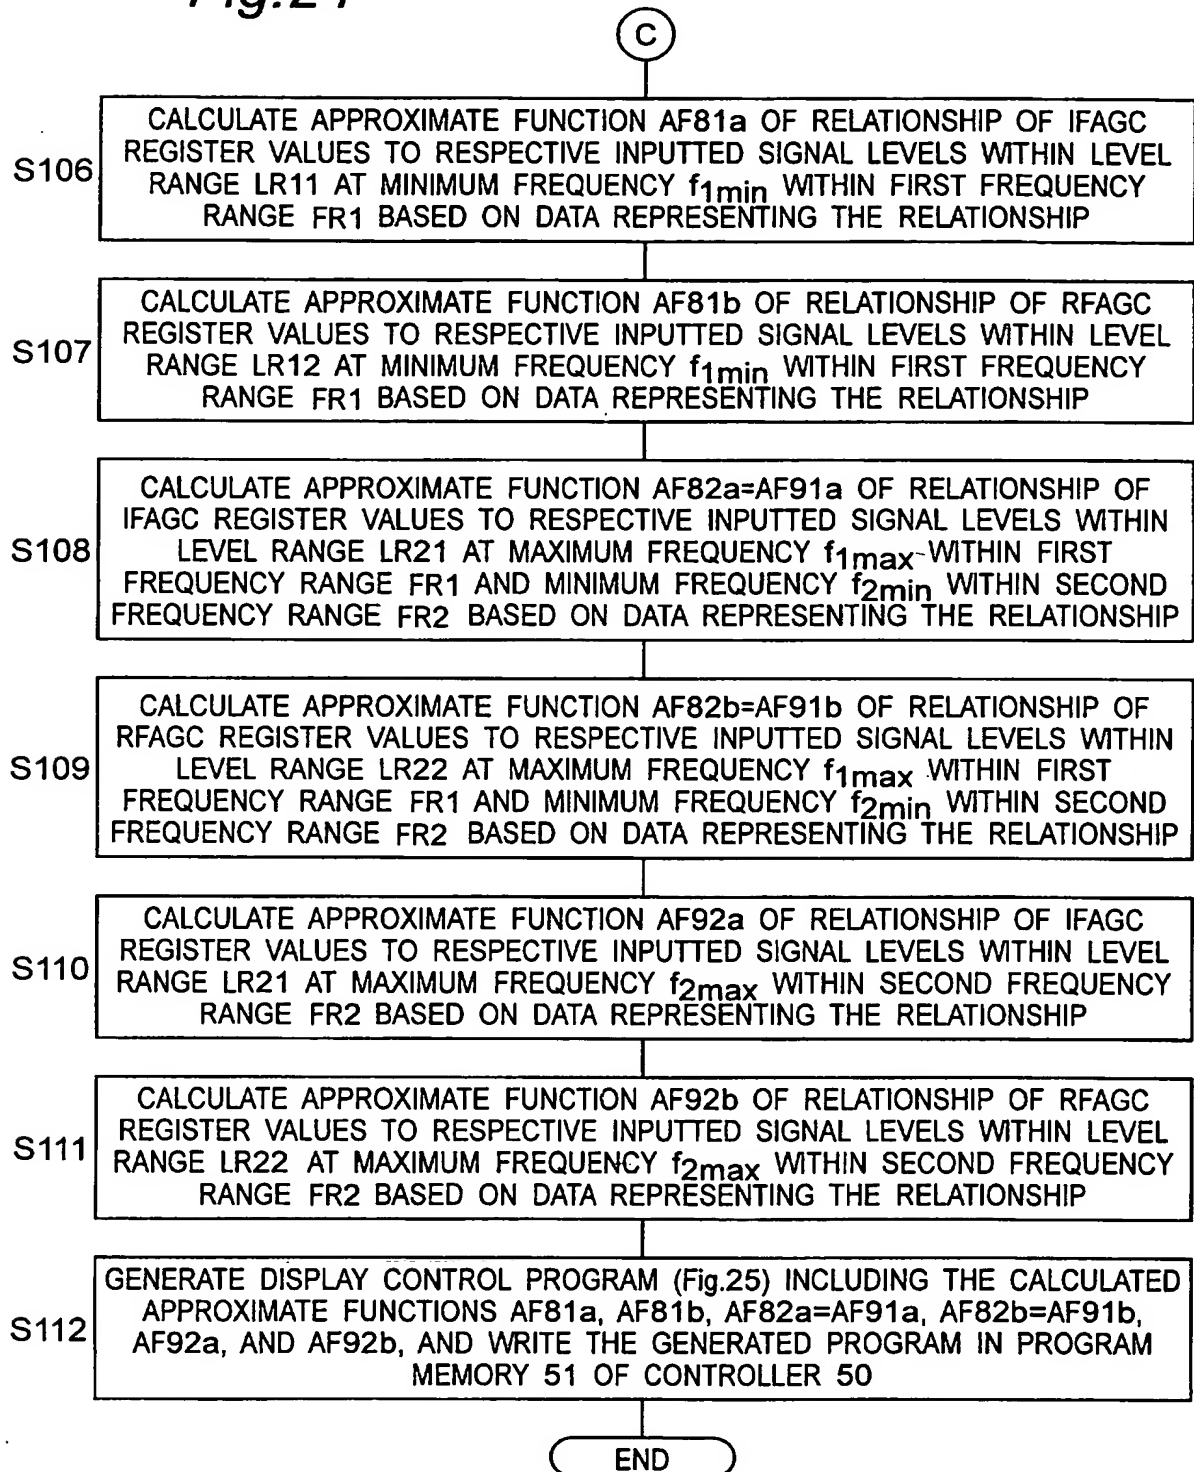 C
S106
CALCULATE APPROXIMATE FUNCTION AF81a OF RELATIONSHIP OF IFAGC
REGISTER VALUES TO RESPECTIVE INPUTTED SIGNAL LEVELS WITHIN LEVEL
RANGE LR11 AT MINIMUM FREQUENCY f1min WITHIN FIRST FREQUENCY
RANGE FR1 BASED ON DATA REPRESENTING THE RELATIONSHIP
S107
CALCULATE APPROXIMATE FUNCTION AF81b OF RELATIONSHIP OF RFAGC
REGISTER VALUES TO RESPECTIVE INPUTTED SIGNAL LEVELS WITHIN LEVEL
RANGE LR12 AT MINIMUM FREQUENCY f1min WITHIN FIRST FREQUENCY
RANGE FR1 BASED ON DATA REPRESENTING THE RELATIONSHIP
S108
CALCULATE APPROXIMATE FUNCTION AF82a=AF91a OF RELATIONSHIP OF
IFAGC REGISTER VALUES TO RESPECTIVE INPUTTED SIGNAL LEVELS WITHIN
LEVEL RANGE LR21 AT MAXIMUM FREQUENCY f1max WITHIN FIRST
FREQUENCY RANGE FR1 AND MINIMUM FREQUENCY f2min WITHIN SECOND
FREQUENCY RANGE FR2 BASED ON DATA REPRESENTING THE RELATIONSHIP
S109
CALCULATE APPROXIMATE FUNCTION AF82b=AF91b OF RELATIONSHIP OF
RFAGC REGISTER VALUES TO RESPECTIVE INPUTTED SIGNAL LEVELS WITHIN
LEVEL RANGE LR22 AT MAXIMUM FREQUENCY f1max WITHIN FIRST
FREQUENCY RANGE FR1 AND MINIMUM FREQUENCY f2min WITHIN SECOND
FREQUENCY RANGE FR2 BASED ON DATA REPRESENTING THE RELATIONSHIP
S110
CALCULATE APPROXIMATE FUNCTION AF92a OF RELATIONSHIP OF IFAGC
REGISTER VALUES TO RESPECTIVE INPUTTED SIGNAL LEVELS WITHIN LEVEL
RANGE LR21 AT MAXIMUM FREQUENCY f2max WITHIN SECOND FREQUENCY
RANGE FR2 BASED ON DATA REPRESENTING THE RELATIONSHIP
S111
CALCULATE APPROXIMATE FUNCTION AF92b OF RELATIONSHIP OF RFAGC
REGISTER VALUES TO RESPECTIVE INPUTTED SIGNAL LEVELS WITHIN LEVEL
RANGE LR22 AT MAXIMUM FREQUENCY f2max WITHIN SECOND FREQUENCY
RANGE FR2 BASED ON DATA REPRESENTING THE RELATIONSHIP
S112
GENERATE DISPLAY CONTROL PROGRAM (Fig.25) INCLUDING THE CALCULATED
APPROXIMATE FUNCTIONS AF81a, AF81b, AF82a=AF91a, AF82b=AF91b,
AF92a, AND AF92b, AND WRITE THE GENERATED PROGRAM IN PROGRAM
MEMORY 51 OF CONTROLLER 50
END